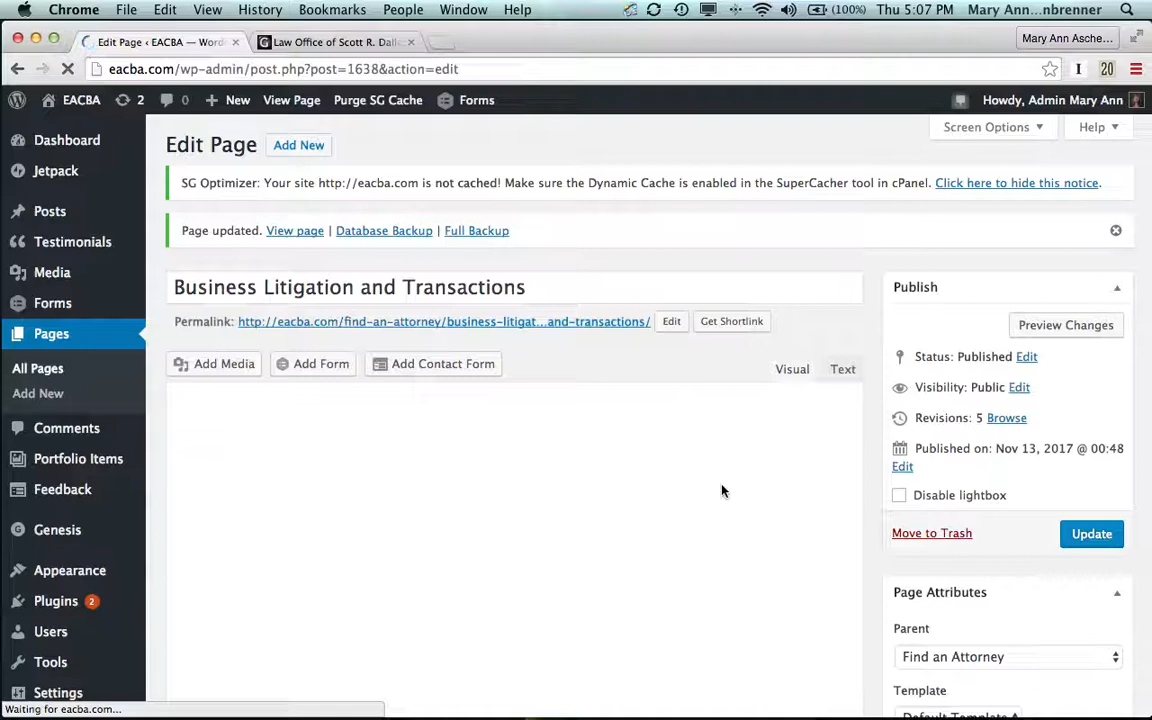 Chrome File Edit View History Bookmarks People Window Help (100%) Thu 5:07 PM Mary Ann...nbrenner
Edit Page ‹ EACBA — Word Law Office of Scott R. Dall Mary Ann Asche...
eacba.com/wp-admin/post.php?post=1638&action=edit 20
EACBA 2 0 New View Page Purge SG Cache Forms Howdy, Admin Mary Ann
Screen Options Help
Edit Page Add New
SG Optimizer: Your site http://eacba.com is not cached! Make sure the Dynamic Cache is enabled in the SuperCacher tool in cPanel. Click here to hide this notice.
Page updated. View page | Database Backup | Full Backup
Business Litigation and Transactions
Permalink: http://eacba.com/find-an-attorney/business-litigat...and-transactions/ Edit Get Shortlink
Add Media Add Form Add Contact Form Visual Text
Dashboard
Jetpack
Posts
Testimonials
Media
Forms
Pages
All Pages
Add New
Comments
Portfolio Items
Feedback
Genesis
Appearance
Plugins 2
Users
Tools
Settings
Publish
Preview Changes
Status: Published Edit
Visibility: Public Edit
Revisions: 5 Browse
Published on: Nov 13, 2017 @ 00:48
Edit
Disable lightbox
Move to Trash Update
Page Attributes
Parent
Find an Attorney
Template
Default Template
Waiting for eacba.com...